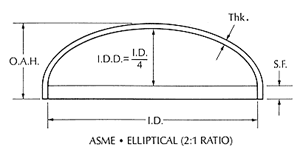 Thk.
O.A.H.
I.D.D.= I.D./4
S.F.
I.D.
ASME • ELLIPTICAL (2:1 RATIO)